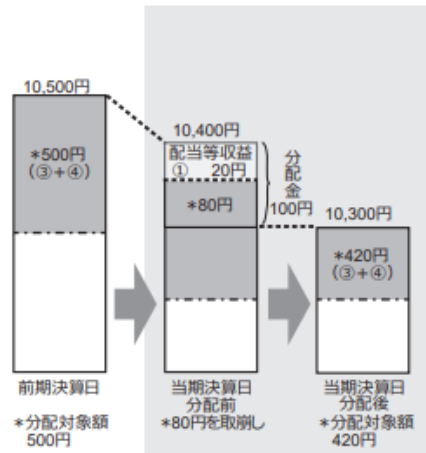 10,500円
*500円
(③+④)
10,400円
配当等収益
① 20円
*80円
分配金
100円
10,300円
*420円
(③+④)
前期決算日
*分配対象額
500円
当期決算日
分配前
*80円を取崩し
当期決算日
分配後
*分配対象額
420円